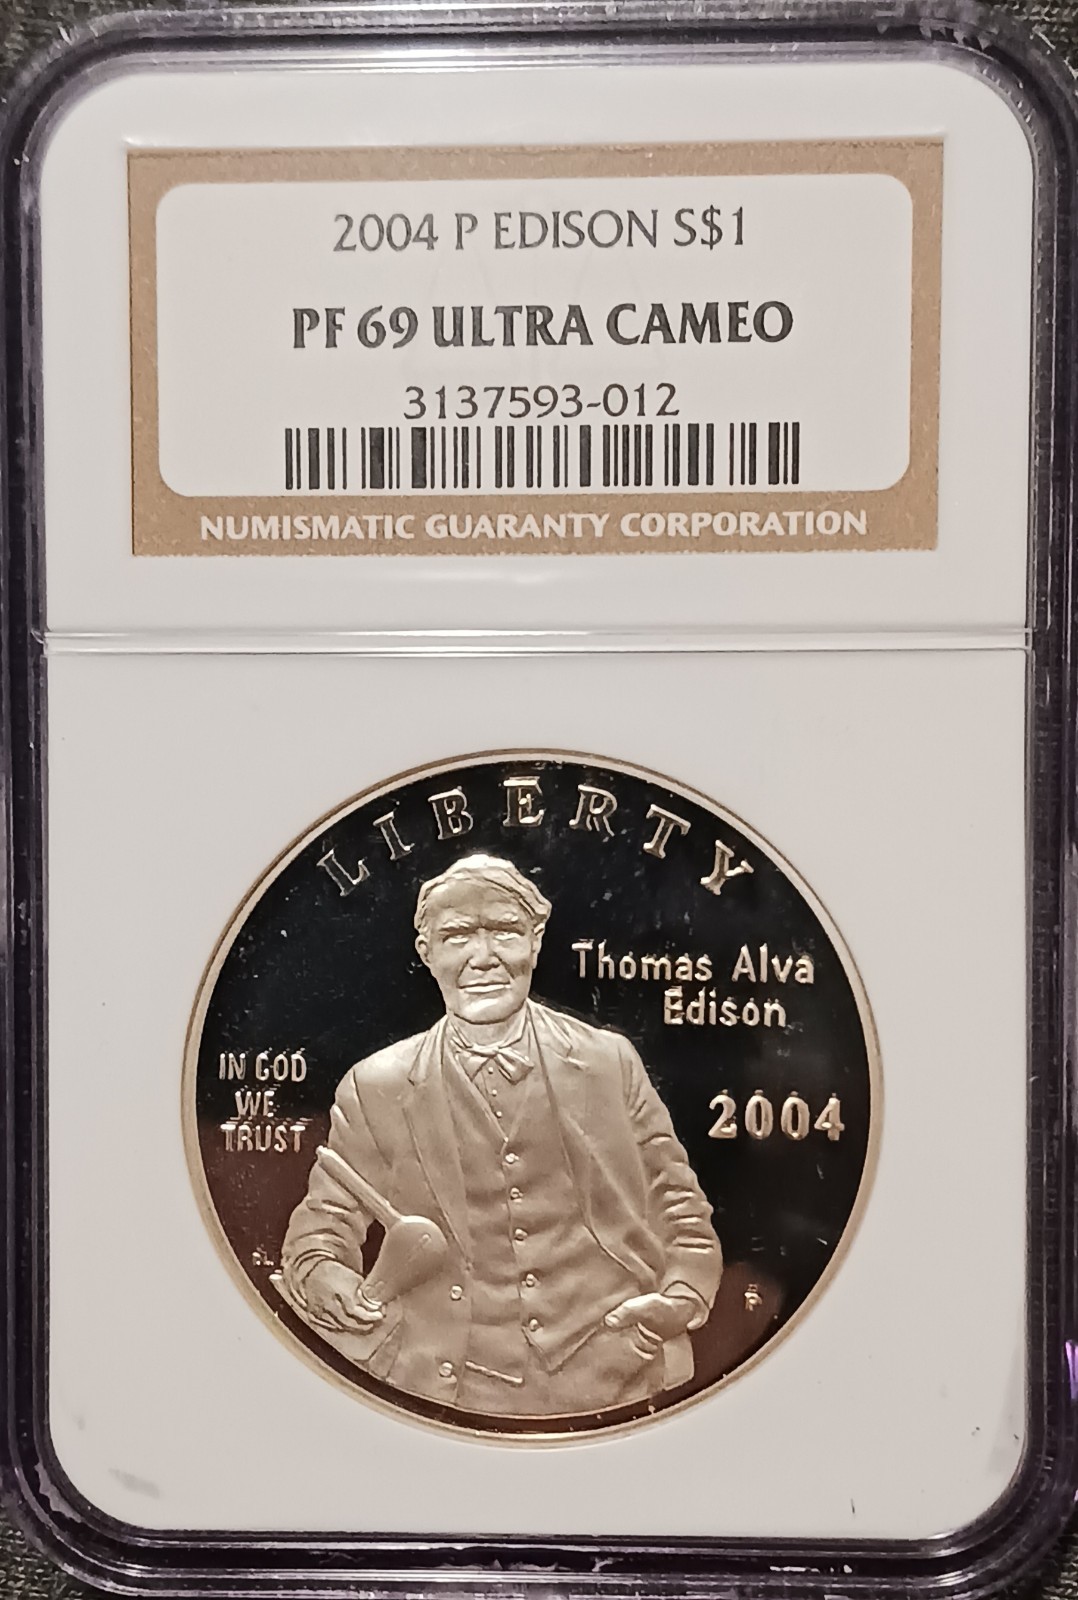 2004 P EDISON S$1
PF 69 ULTRA CAMEO
3137593-012
NUMISMATIC GUARANTY CORPORATION
LIBERTY
Thomas Alva
Edison
IN GOD
WE
TRUST
2004
P